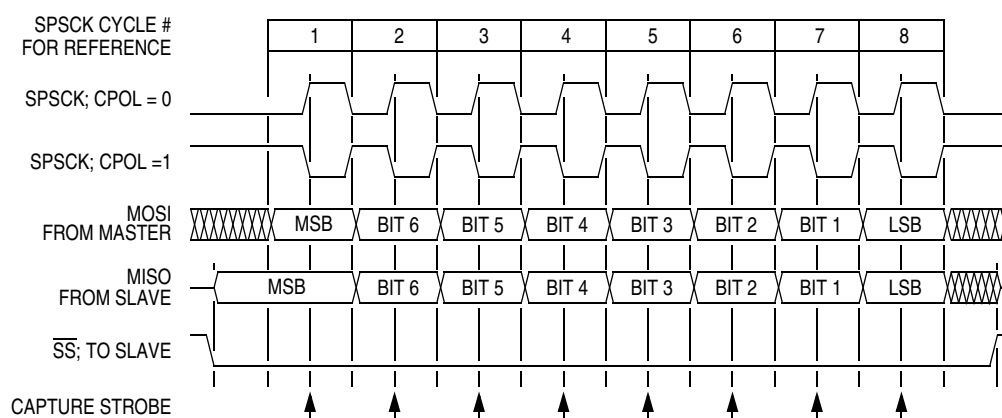 SPSCK CYCLE #
FOR REFERENCE
1 2 3 4 5 6 7 8
SPSCK; CPOL = 0
SPSCK; CPOL =1
MOSI
FROM MASTER
MSB BIT 6 BIT 5 BIT 4 BIT 3 BIT 2 BIT 1 LSB
MISO
FROM SLAVE
MSB BIT 6 BIT 5 BIT 4 BIT 3 BIT 2 BIT 1 LSB
SS; TO SLAVE
CAPTURE STROBE